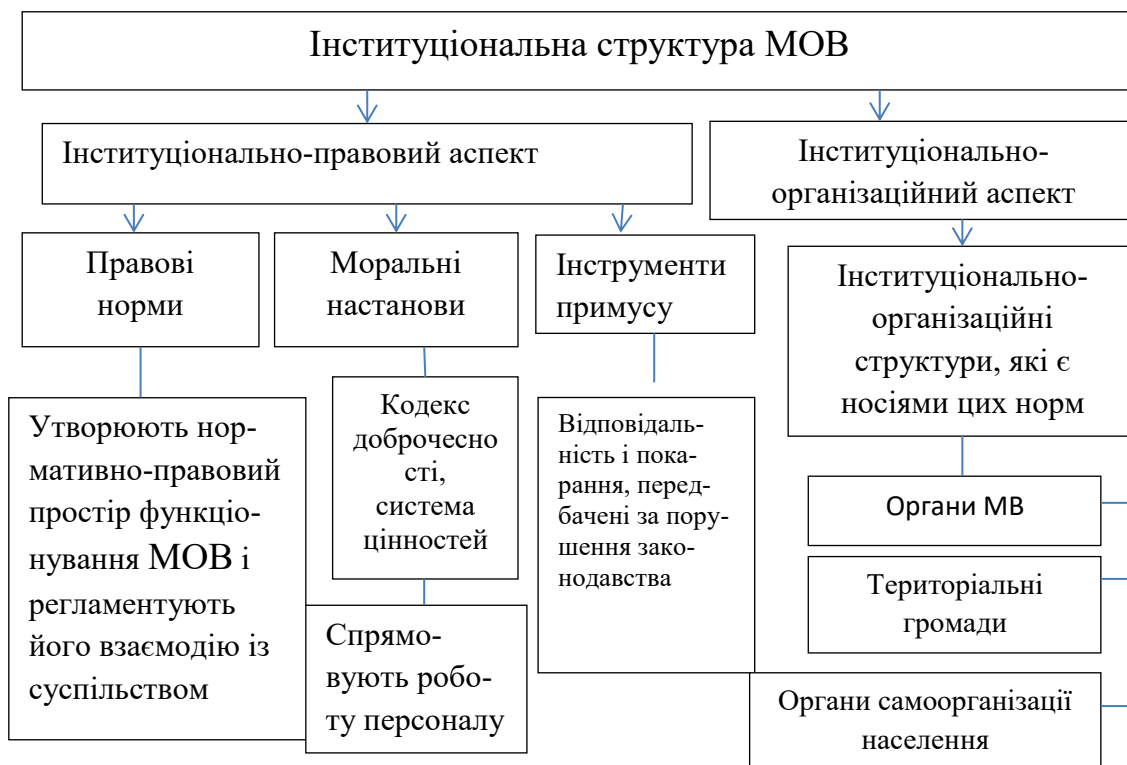 Інституціональна структура МОВ
Інституціонально-правовий аспект
Інституціонально-
організаційний аспект
Правові
норми
Моральні
настанови
Інструменти
примусу
Інституціонально-
організаційні
структури, які є
носіями цих норм
Утворюють нор-
мативно-правовий
простір функціо-
нування МОВ і
регламентують
його взаємодію із
суспільством
Кодекс
доброчесно
сті,
система
цінностей
Спрямо-
вують робо-
ту персоналу
Відповідаль-
ність і пока-
рання, перед-
бачені за пору-
шення зако-
нодавства
Органи МВ
Територіальні
громади
Органи самоорганізації
населення